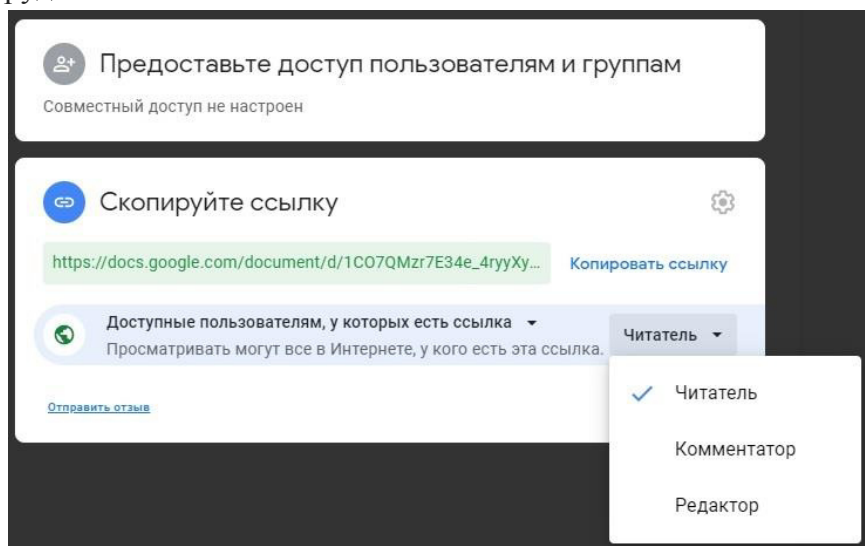 Предоставьте доступ пользователям и группам
Совместный доступ не настроен
Скопируйте ссылку
https://docs.google.com/document/d/1CO7QMzr7E34e_4ryyXy... Копировать ссылку
Доступные пользователям, у которых есть ссылка
Просматривать могут все в Интернете, у кого есть эта ссылка.
Читатель
Отправить отзыв
Читатель
Комментатор
Редактор